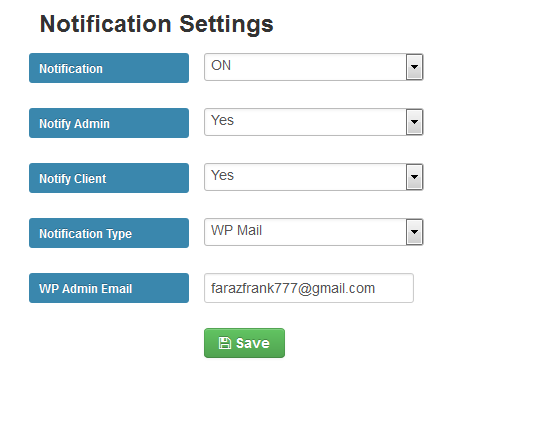 Notification Settings
Notification ON
Notify Admin Yes
Notify Client Yes
Notification Type WP Mail
WP Admin Email farazfrank777@gmail.com
Save